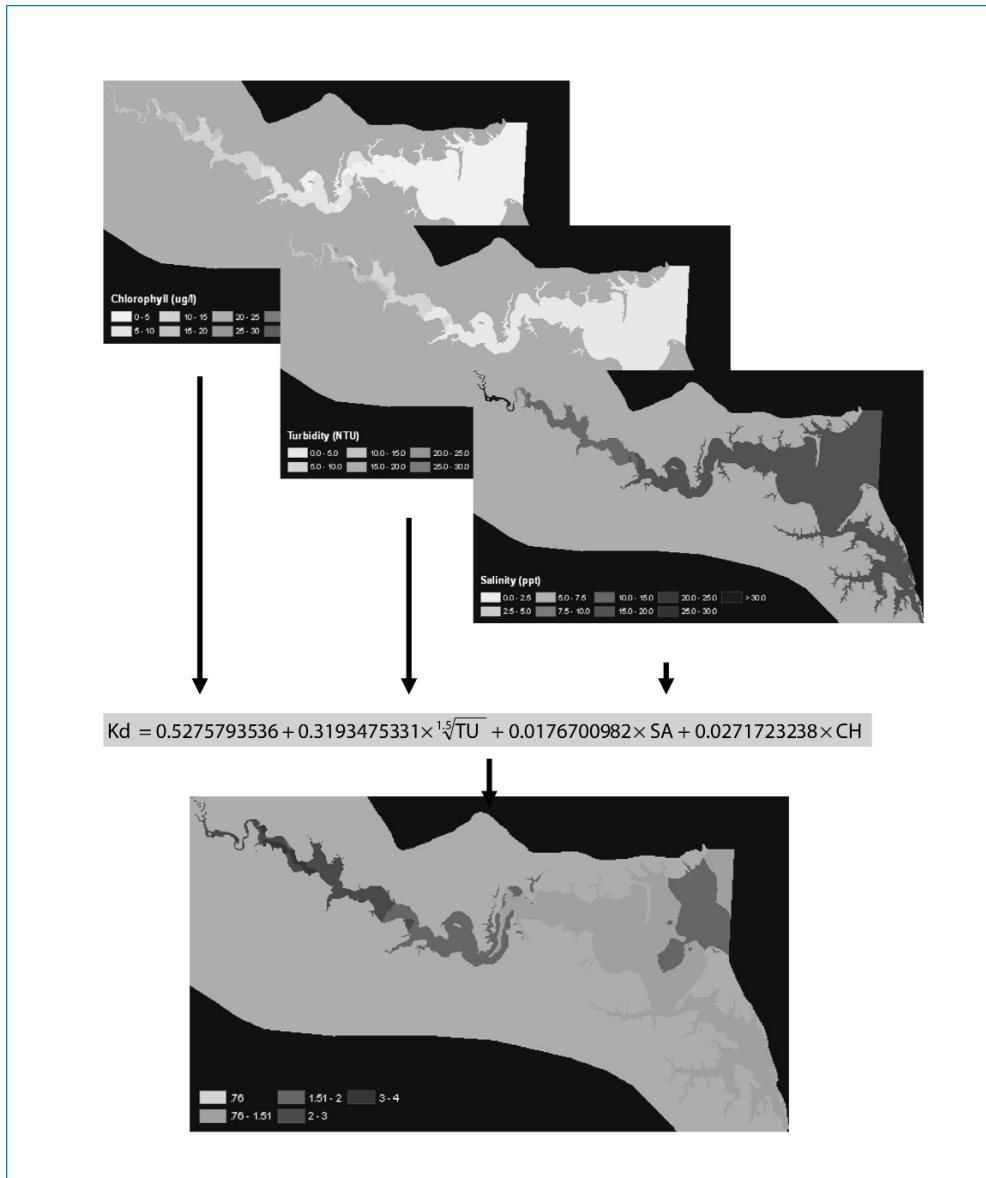 Chlorophyll (ug/l)
0 - 5 10 - 15 20 - 25
5 - 10 15 - 20 25 - 30
Turbidity (NTU)
0.0 - 5.0 10.0 - 15.0 20.0 - 25.0
5.0 - 10.0 15.0 - 20.0 25.0 - 30.0
Salinity (ppt)
0.0 - 2.5 5.0 - 7.5 10.0 - 15.0 20.0 - 25.0 > 30.0
2.5 - 5.0 7.5 - 10.0 15.0 - 20.0 25.0 - 30.0
Kd = 0.5275793536 + 0.3193475331 × 1.5√TU + 0.0176700982 × SA + 0.0271723238 × CH
.76 1.51 - 2 3 - 4
.76 - 1.51 2 - 3